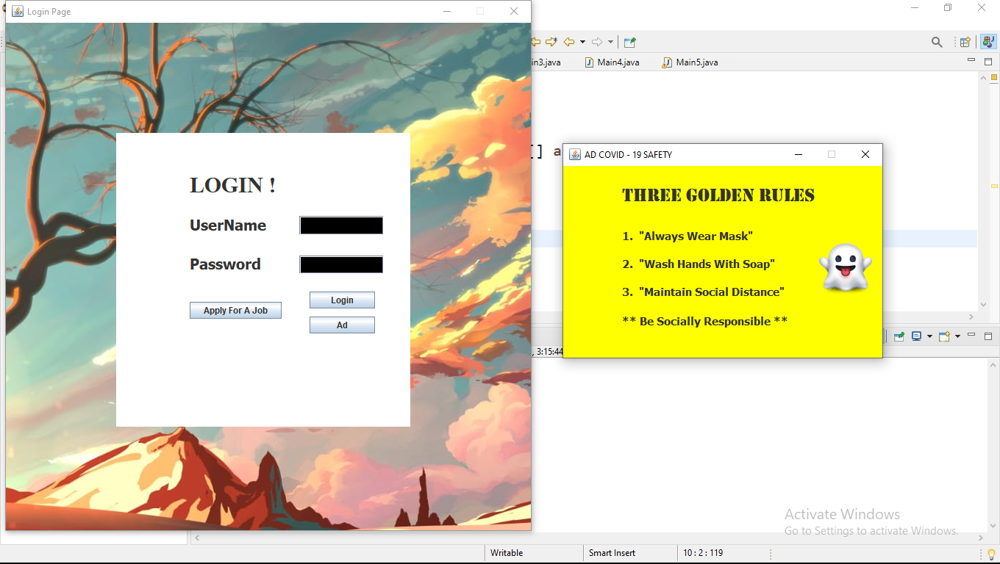 Login Page
LOGIN !
UserName
Password
Apply For A Job
Login
Ad
in3.java
Main4.java
Main5.java
[] a
AD COVID - 19 SAFETY
THREE GOLDEN RULES
1. "Always Wear Mask"
2. "Wash Hands With Soap"
3. "Maintain Social Distance"
** Be Socially Responsible **
, 3:15:44
Activate Windows
Go to Settings to activate Windows.
Writable
Smart Insert
10 : 2 : 119